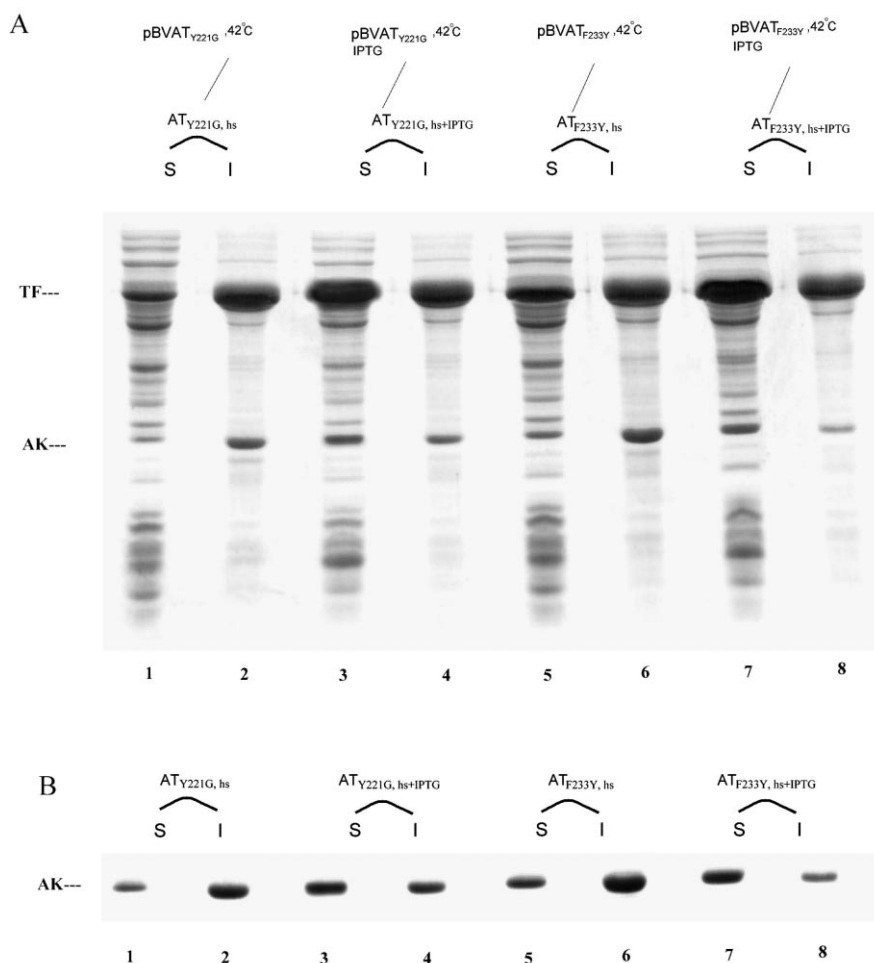 A
pBVATY221G ,42°C pBVATY221G ,42°C pBVATF233Y ,42°C pBVATF233Y ,42°C
IPTG IPTG
ATY221G, hs ATY221G, hs+IPTG ATF233Y, hs ATF233Y, hs+IPTG
S I S I S I S I
TF---
AK---
1 2 3 4 5 6 7 8
B
ATY221G, hs ATY221G, hs+IPTG ATF233Y, hs ATF233Y, hs+IPTG
S I S I S I S I
AK---
1 2 3 4 5 6 7 8